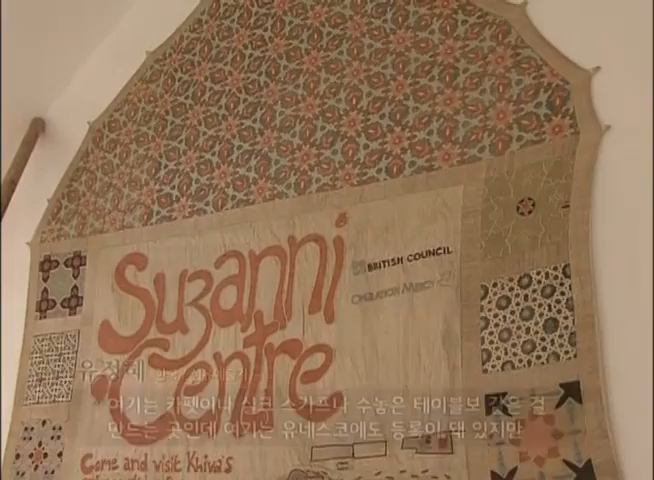 Suzanni
Centre
BRITISH COUNCIL
OPERATION MERCY
유정혜
여기는 카펫이나 실크 스카프나 수놓은 테이블보 같은 걸
만드는 곳인데 여기는 유네스코에도 등록이 돼 있지만
Come and visit Khiva's